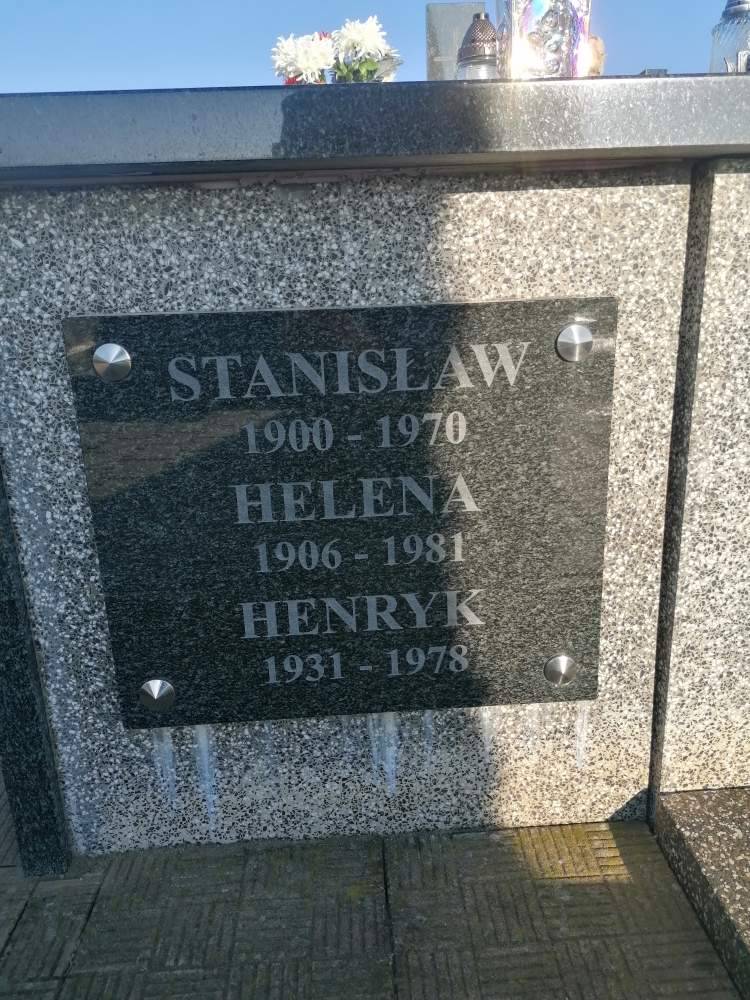 STANISŁAW
1900 - 1970
HELENA
1906 - 1981
HENRYK
1931 - 1978